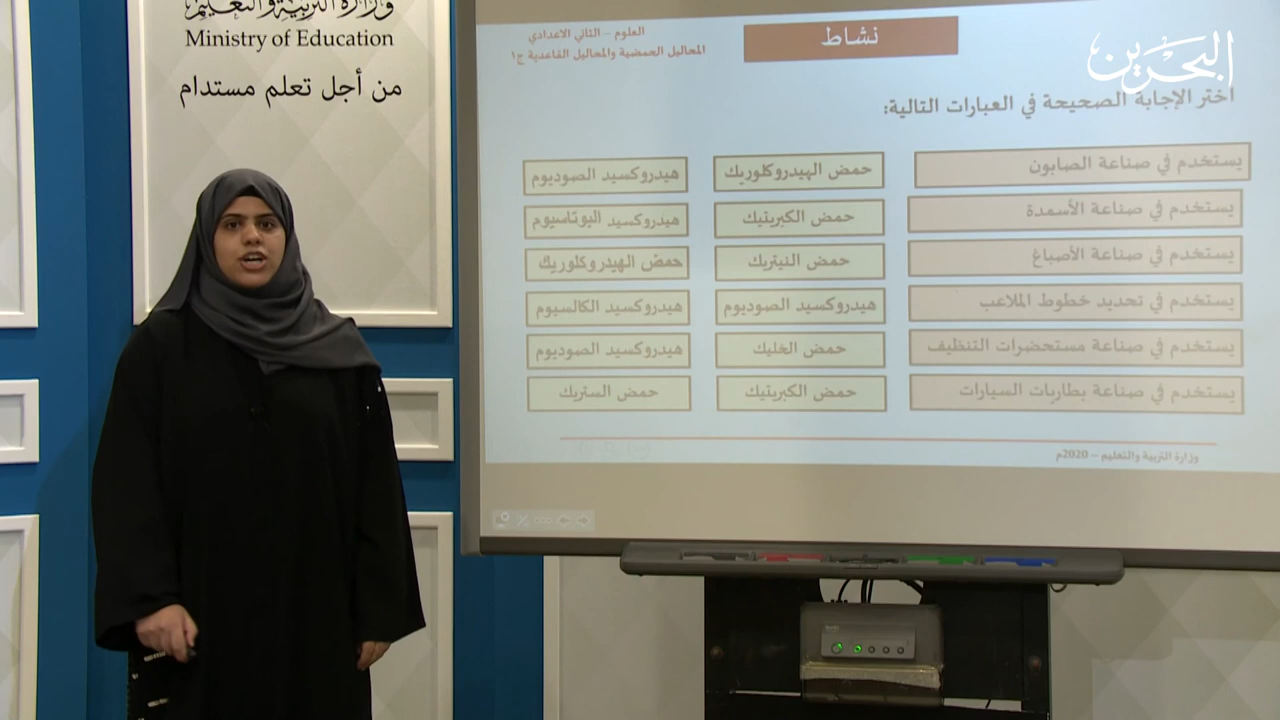 وزارة التربية والتعليم
Ministry of Education
من أجل تعلم مستدام
البحرين
العلوم – الثاني الاعدادي
المحاليل الحمضية والمحاليل القاعدية ج١
نشاط
اختر الإجابة الصحيحة في العبارات التالية:
يستخدم في صناعة الصابون حمض الهيدروكلوريك هيدروكسيد الصوديوم
يستخدم في صناعة الأسمدة حمض الكبريتيك هيدروكسيد البوتاسيوم
يستخدم في صناعة الأصباغ حمض النيتريك حمض الهيدروكلوريك
يستخدم في تحديد خطوط الملاعب هيدروكسيد الصوديوم هيدروكسيد الكالسيوم
يستخدم في صناعة مستحضرات التنظيف حمض الخليك هيدروكسيد الصوديوم
يستخدم في صناعة بطاريات السيارات حمض الكبريتيك حمض الستريك
وزارة التربية والتعليم – 2020م